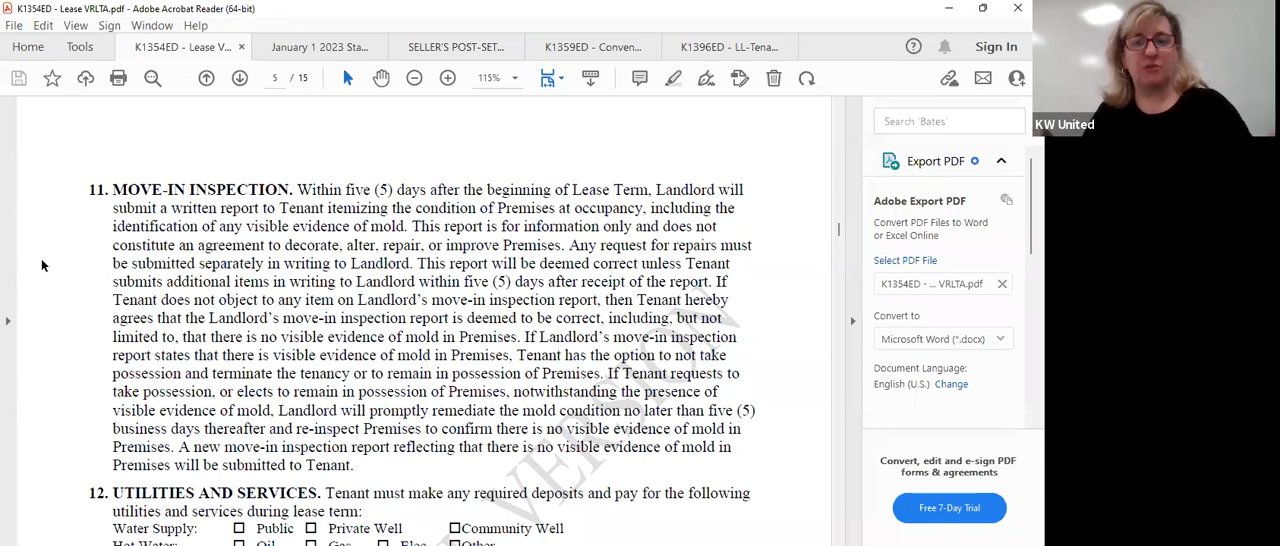 K1354ED - Lease VRLTA.pdf - Adobe Acrobat Reader (64-bit)
File Edit View Sign Window Help
Home Tools K1354ED - Lease V... × January 1 2023 Sta... SELLER'S POST-SET... K1359ED - Conven... K1396ED - LL-Tena... Sign In
5 / 15 115%
11. MOVE-IN INSPECTION. Within five (5) days after the beginning of Lease Term, Landlord will
submit a written report to Tenant itemizing the condition of Premises at occupancy, including the
identification of any visible evidence of mold. This report is for information only and does not
constitute an agreement to decorate, alter, repair, or improve Premises. Any request for repairs must
be submitted separately in writing to Landlord. This report will be deemed correct unless Tenant
submits additional items in writing to Landlord within five (5) days after receipt of the report. If
Tenant does not object to any item on Landlord's move-in inspection report, then Tenant hereby
agrees that the Landlord's move-in inspection report is deemed to be correct, including, but not
limited to, that there is no visible evidence of mold in Premises. If Landlord's move-in inspection
report states that there is visible evidence of mold in Premises, Tenant has the option to not take
possession and terminate the tenancy or to remain in possession of Premises. If Tenant requests to
take possession, or elects to remain in possession of Premises, notwithstanding the presence of
visible evidence of mold, Landlord will promptly remediate the mold condition no later than five (5)
business days thereafter and re-inspect Premises to confirm there is no visible evidence of mold in
Premises. A new move-in inspection report reflecting that there is no visible evidence of mold in
Premises will be submitted to Tenant.
12. UTILITIES AND SERVICES. Tenant must make any required deposits and pay for the following
utilities and services during lease term:
Water Supply: Public Private Well Community Well
Hot Water: Oil Gas Elec Other
VERSION
Search 'Bates'
Export PDF
Adobe Export PDF
Convert PDF Files to Word
or Excel Online
Select PDF File
K1354ED - ... VRLTA.pdf
Convert to
Microsoft Word (*.docx)
Document Language:
English (U.S.) Change
Convert, edit and e-sign PDF
forms & agreements
Free 7-Day Trial
KW United